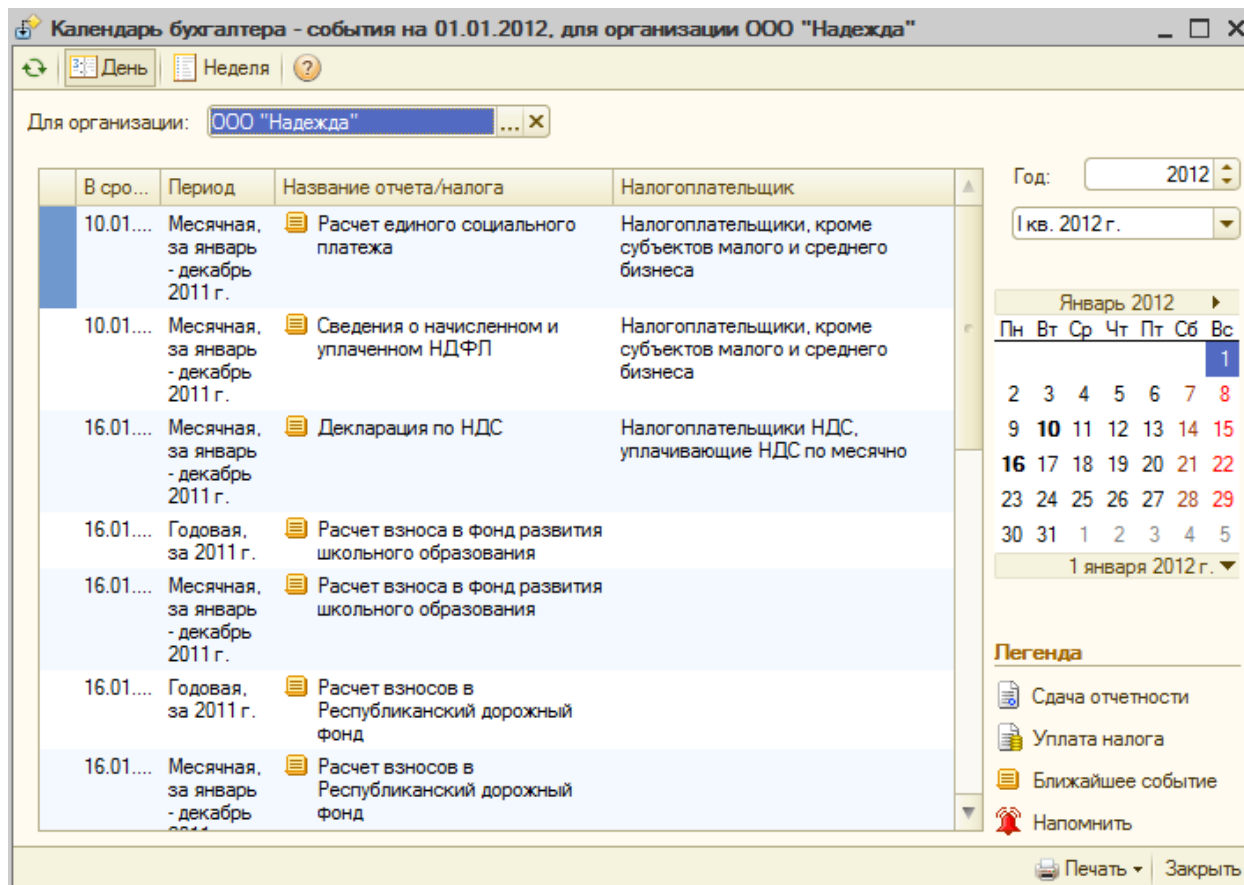 Календарь бухгалтера - события на 01.01.2012, для организации ООО "Надежда"
День Неделя
Для организации: ООО "Надежда" ...
В сро... Период Название отчета/налога Налогоплательщик
10.01.... Месячная, Расчет единого социального Налогоплательщики, кроме
за январь платежа субъектов малого и среднего
- декабрь бизнеса
2011 г.
10.01.... Месячная, Сведения о начисленном и Налогоплательщики, кроме
за январь уплаченном НДФЛ субъектов малого и среднего
- декабрь бизнеса
2011 г.
16.01.... Месячная, Декларация по НДС Налогоплательщики НДС,
за январь уплачивающие НДС по месячно
- декабрь
2011 г.
16.01.... Годовая, Расчет взноса в фонд развития
за 2011 г. школьного образования
16.01.... Месячная, Расчет взноса в фонд развития
за январь школьного образования
- декабрь
2011 г.
16.01.... Годовая, Расчет взносов в
за 2011 г. Республиканский дорожный
фонд
16.01.... Месячная, Расчет взносов в
за январь Республиканский дорожный
- декабрь фонд
Год: 2012
I кв. 2012 г.
Январь 2012
Пн Вт Ср Чт Пт Сб Вс
1
2 3 4 5 6 7 8
9 10 11 12 13 14 15
16 17 18 19 20 21 22
23 24 25 26 27 28 29
30 31 1 2 3 4 5
1 января 2012 г.
Легенда
Сдача отчетности
Уплата налога
Ближайшее событие
Напомнить
Печать Закрыть